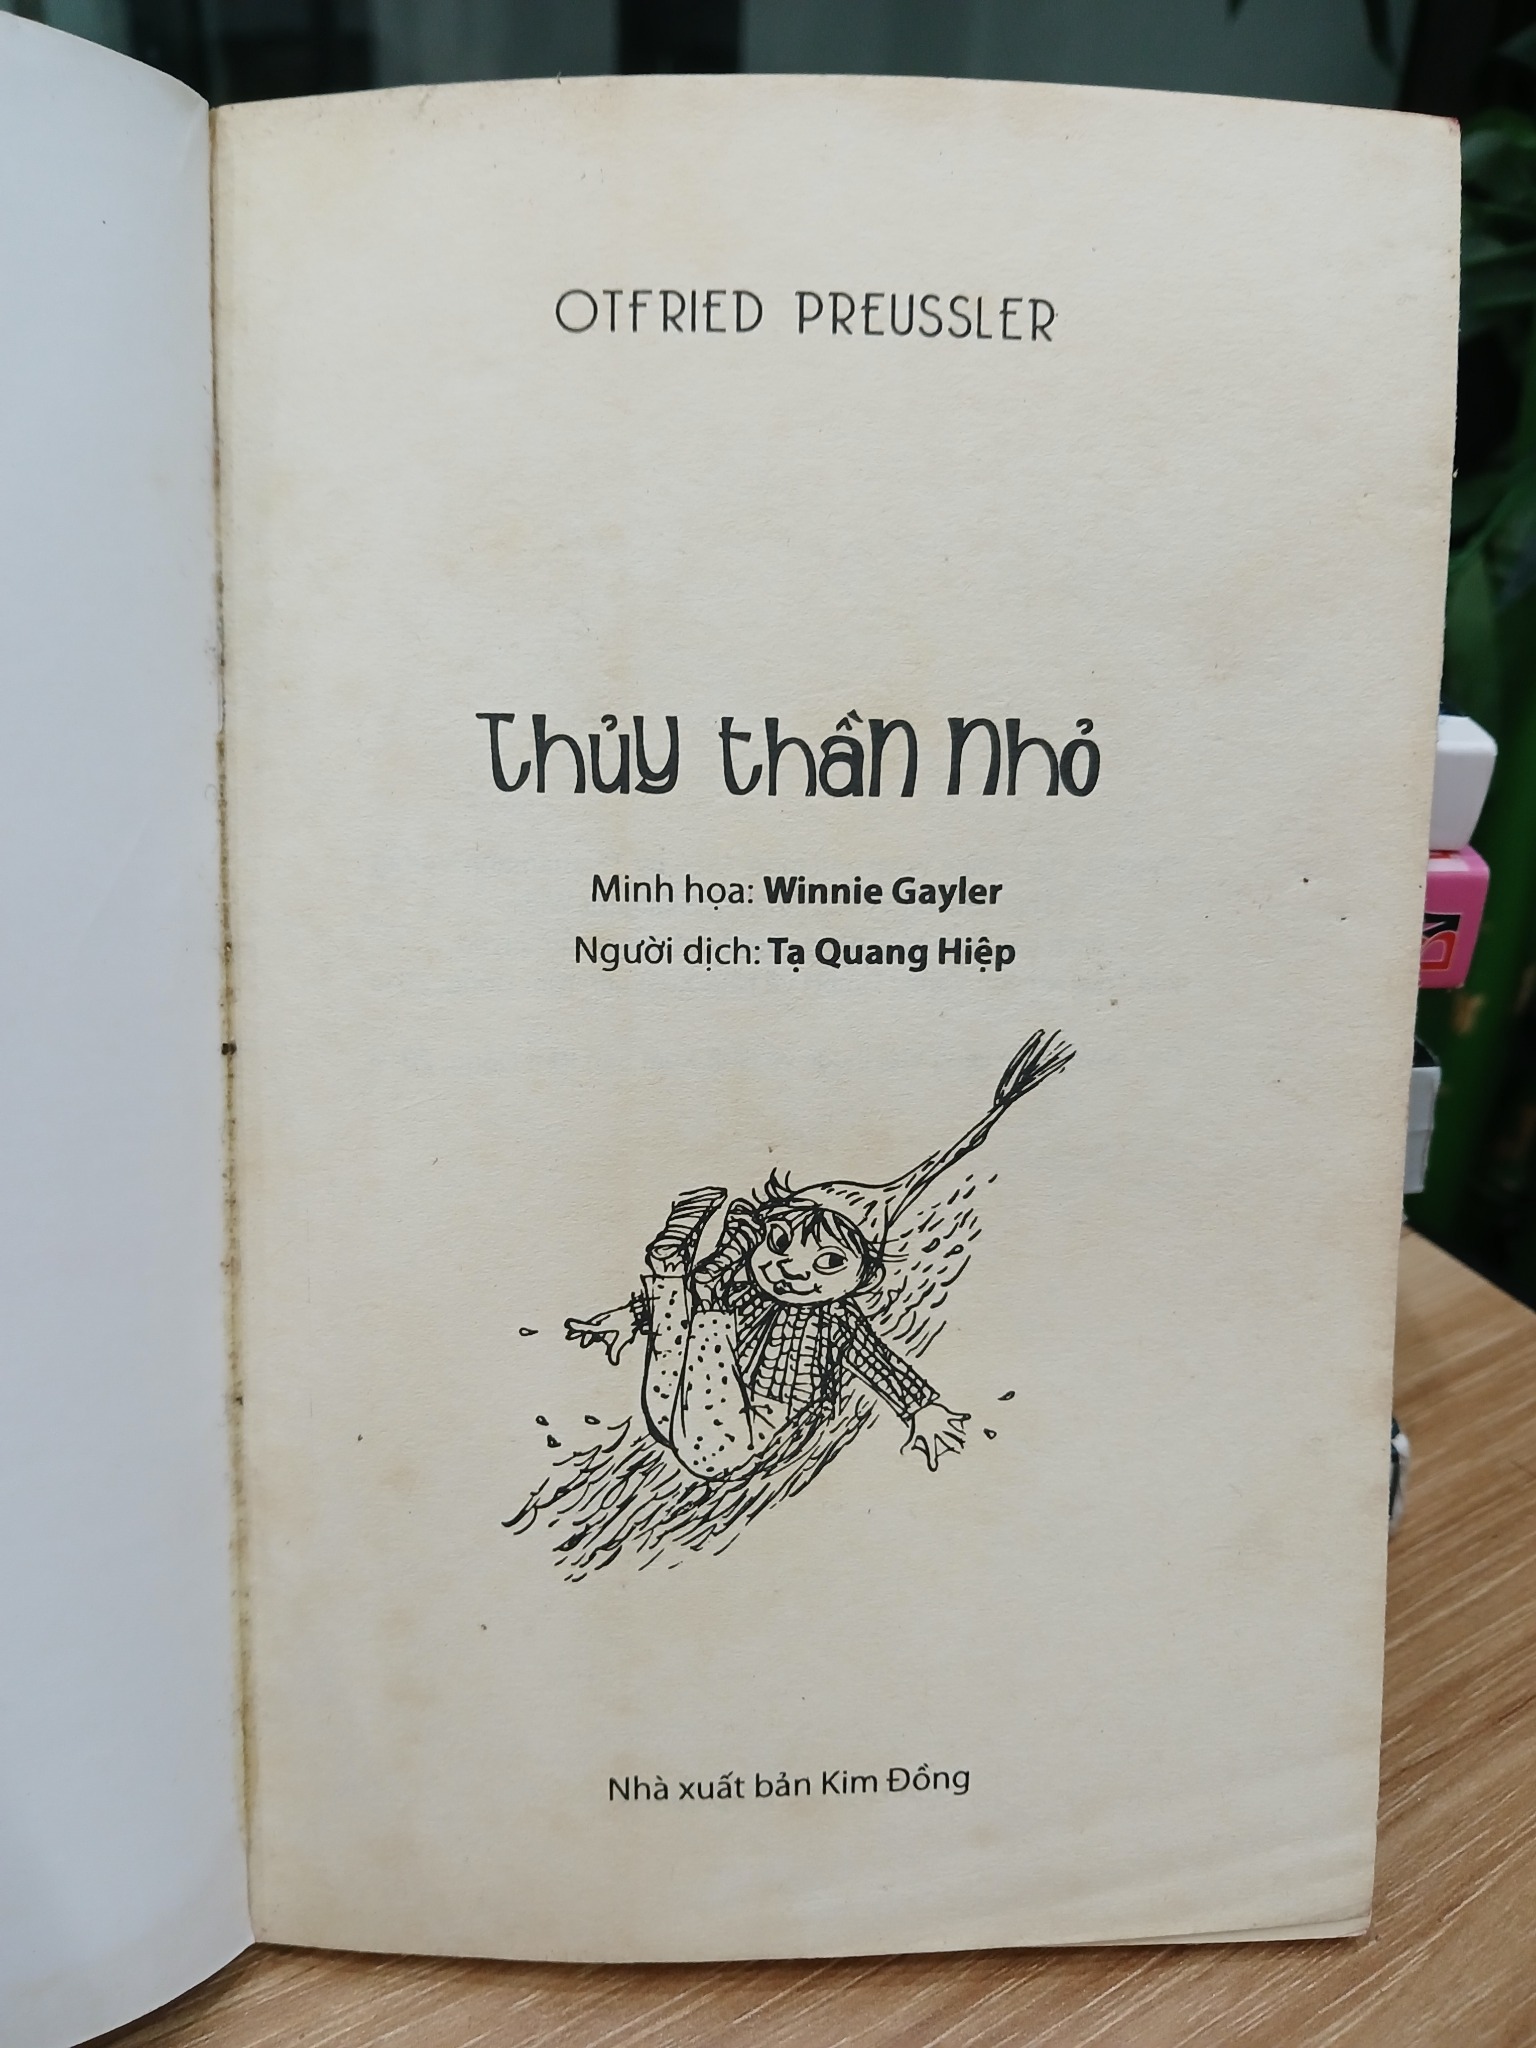 OTFRIED PREUSSLER
Thủy thần nhỏ
Minh họa: Winnie Gayler
Người dịch: Tạ Quang Hiệp
Nhà xuất bản Kim Đồng